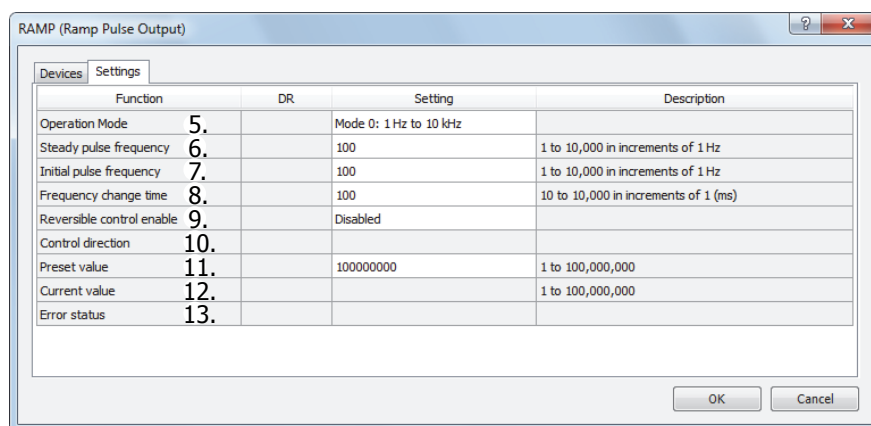 RAMP (Ramp Pulse Output)
? X
Devices Settings
Function DR Setting Description
Operation Mode 5. Mode 0: 1 Hz to 10 kHz
Steady pulse frequency 6. 100 1 to 10,000 in increments of 1 Hz
Initial pulse frequency 7. 100 1 to 10,000 in increments of 1 Hz
Frequency change time 8. 100 10 to 10,000 in increments of 1 (ms)
Reversible control enable 9. Disabled
Control direction 10.
Preset value 11. 100000000 1 to 100,000,000
Current value 12. 1 to 100,000,000
Error status 13.
OK Cancel